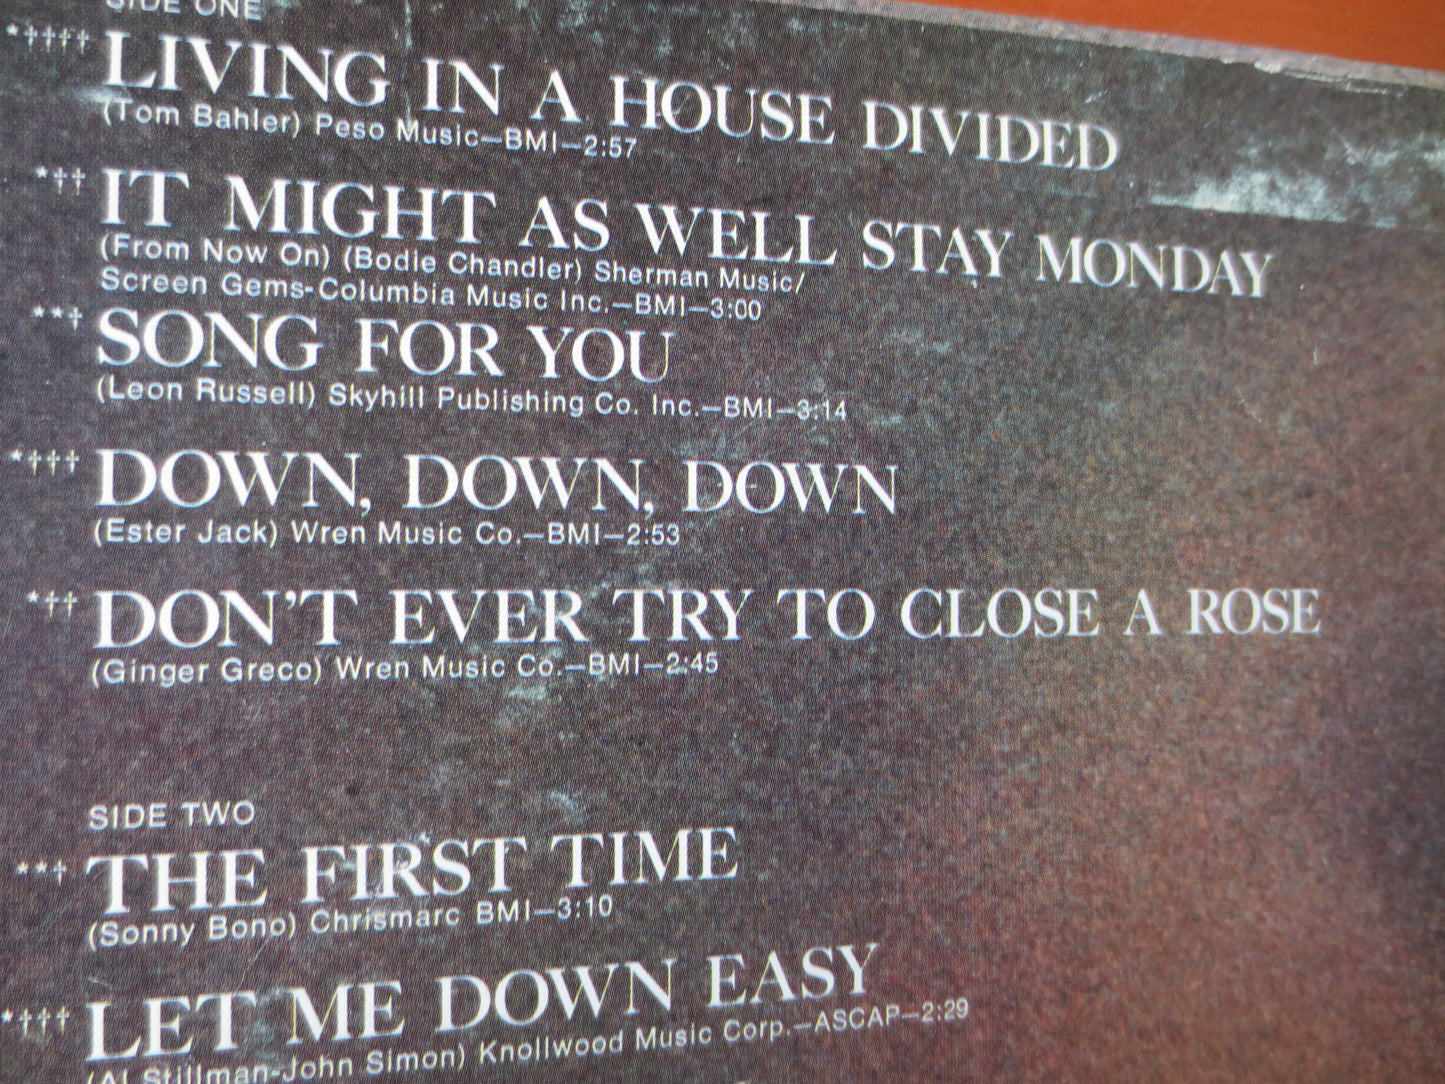 SIDE ONE
*†††† LIVING IN A HOUSE DIVIDED
(Tom Bahler) Peso Music—BMI—2:57
*†† IT MIGHT AS WELL STAY MONDAY
(From Now On) (Bodie Chandler) Sherman Music/
Screen Gems-Columbia Music Inc.—BMI—3:00
**† SONG FOR YOU
(Leon Russell) Skyhill Publishing Co. Inc.—BMI—3:14
*††† DOWN, DOWN, DOWN
(Ester Jack) Wren Music Co.—BMI—2:53
*†† DON'T EVER TRY TO CLOSE A ROSE
(Ginger Greco) Wren Music Co.—BMI—2:45
SIDE TWO
**† THE FIRST TIME
(Sonny Bono) Chrismarc BMI—3:10
*††† LET ME DOWN EASY
(Al Stillman-John Simon) Knollwood Music Corp.—ASCAP—2:29